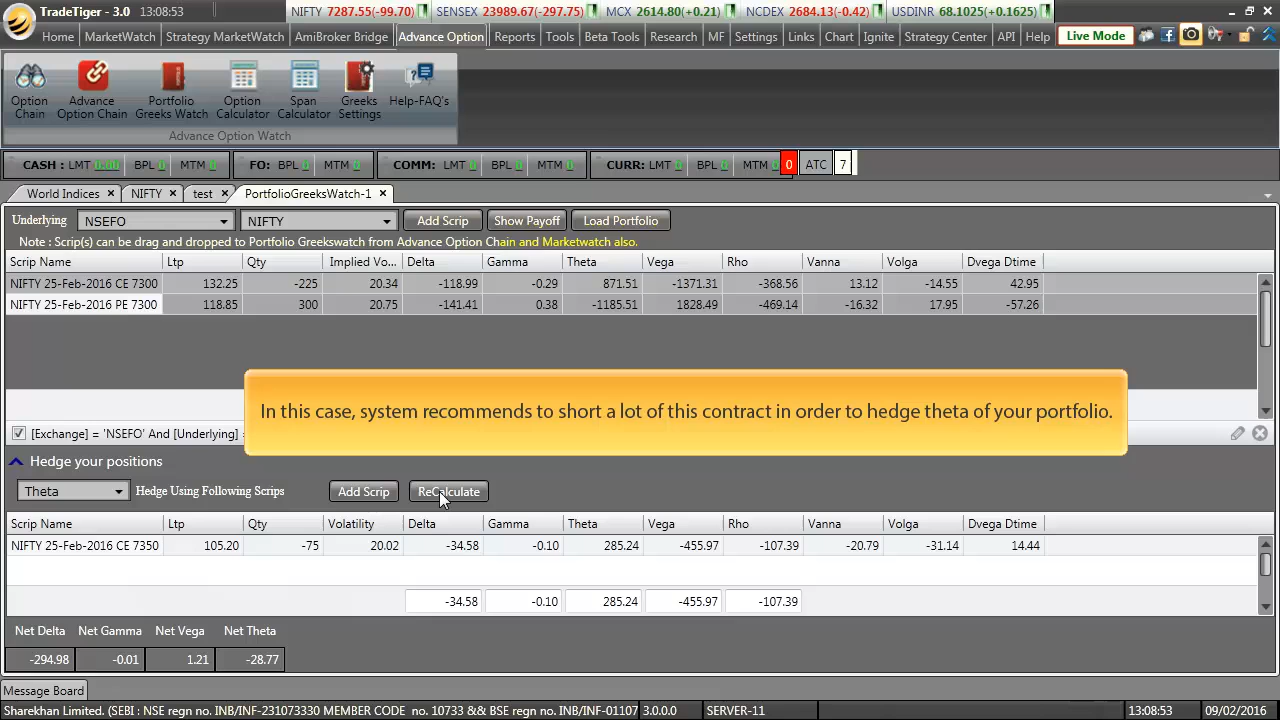 TradeTiger - 3.0 13:08:53 NIFTY 7287.55(-99.70) SENSEX 23989.67(-297.75) MCX 2614.80(+0.21) NCDEX 2684.13(-0.42) USDINR 68.1025(+0.1625)
Home MarketWatch Strategy MarketWatch AmiBroker Bridge Advance Option Reports Tools Beta Tools Research MF Settings Links Chart Ignite Strategy Center API Help Live Mode
Option Chain
Advance Option Chain
Portfolio Greeks Watch
Option Calculator
Span Calculator
Greeks Settings
Help-FAQ's
Advance Option Watch
CASH : LMT 0.00 BPL 0 MTM 0 FO: BPL 0 MTM 0 COMM: LMT 0 BPL 0 MTM 0 CURR: LMT 0 BPL 0 MTM 0 ATC 7
World Indices NIFTY test PortfolioGreeksWatch-1
Underlying NSEFO NIFTY Add Scrip Show Payoff Load Portfolio
Note : Scrip(s) can be drag and dropped to Portfolio Greekswatch from Advance Option Chain and Marketwatch also.
Scrip Name Ltp Qty Implied Vo... Delta Gamma Theta Vega Rho Vanna Volga Dvega Dtime
NIFTY 25-Feb-2016 CE 7300 132.25 -225 20.34 -118.99 -0.29 871.51 -1371.31 -368.56 13.12 -14.55 42.95
NIFTY 25-Feb-2016 PE 7300 118.85 300 20.75 -141.41 0.38 -1185.51 1828.49 -469.14 -16.32 17.95 -57.26
In this case, system recommends to short a lot of this contract in order to hedge theta of your portfolio.
[Exchange] = 'NSEFO' And [Underlying] =
Hedge your positions
Theta Hedge Using Following Scrips Add Scrip ReCalculate
Scrip Name Ltp Qty Volatility Delta Gamma Theta Vega Rho Vanna Volga Dvega Dtime
NIFTY 25-Feb-2016 CE 7350 105.20 -75 20.02 -34.58 -0.10 285.24 -455.97 -107.39 -20.79 -31.14 14.44
-34.58 -0.10 285.24 -455.97 -107.39
Net Delta Net Gamma Net Vega Net Theta
-294.98 -0.01 1.21 -28.77
Message Board
Sharekhan Limited. (SEBI : NSE regn no. INB/INF-231073330 MEMBER CODE no. 10733 && BSE regn no. INB/INF-01107 3.0.0.0 SERVER-11 13:08:53 09/02/2016